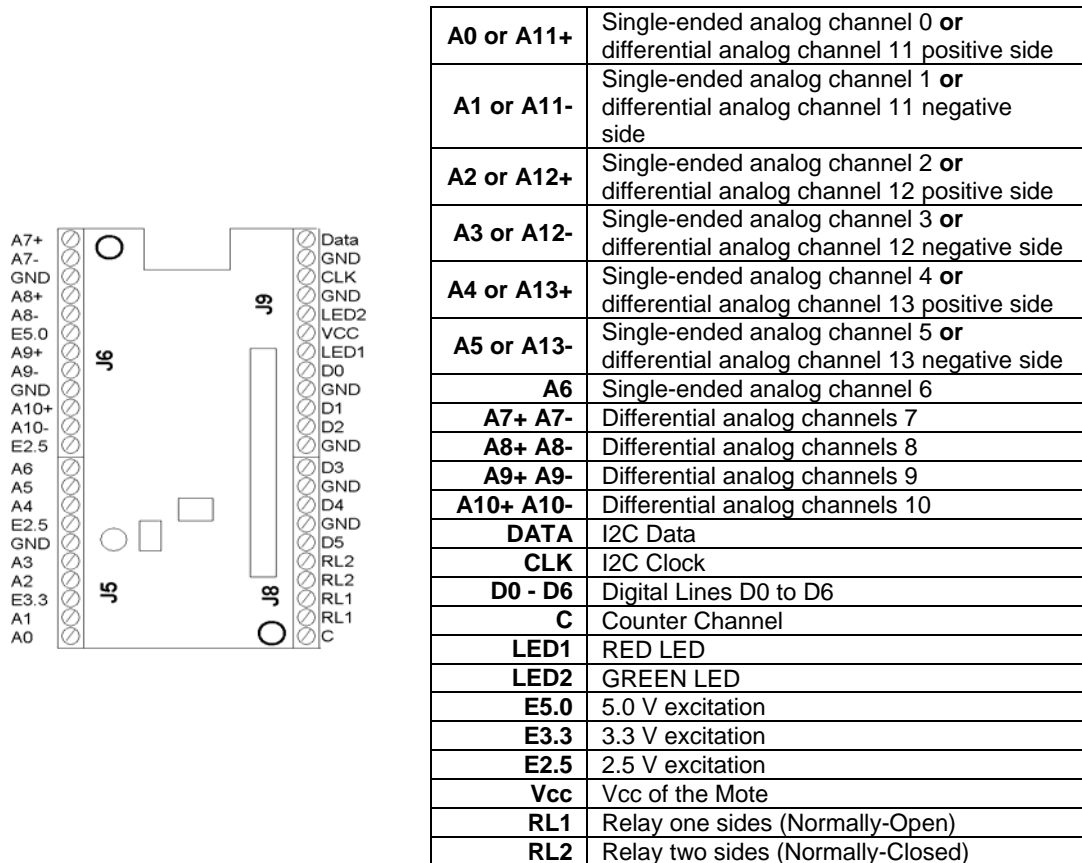 A7+
A7-
GND
A8+
A8-
E5.0
A9+
A9-
GND
A10+
A10-
E2.5
A6
A5
A4
E2.5
GND
A3
A2
E3.3
A1
A0
J6
J5
J9
J8
Data
GND
CLK
GND
LED2
VCC
LED1
D0
GND
D1
D2
GND
D3
GND
D4
GND
D5
RL2
RL2
RL1
RL1
C
A0 or A11+ Single-ended analog channel 0 or
differential analog channel 11 positive side
A1 or A11- Single-ended analog channel 1 or
differential analog channel 11 negative
side
A2 or A12+ Single-ended analog channel 2 or
differential analog channel 12 positive side
A3 or A12- Single-ended analog channel 3 or
differential analog channel 12 negative side
A4 or A13+ Single-ended analog channel 4 or
differential analog channel 13 positive side
A5 or A13- Single-ended analog channel 5 or
differential analog channel 13 negative side
A6 Single-ended analog channel 6
A7+ A7- Differential analog channels 7
A8+ A8- Differential analog channels 8
A9+ A9- Differential analog channels 9
A10+ A10- Differential analog channels 10
DATA I2C Data
CLK I2C Clock
D0 - D6 Digital Lines D0 to D6
C Counter Channel
LED1 RED LED
LED2 GREEN LED
E5.0 5.0 V excitation
E3.3 3.3 V excitation
E2.5 2.5 V excitation
Vcc Vcc of the Mote
RL1 Relay one sides (Normally-Open)
RL2 Relay two sides (Normally-Closed)